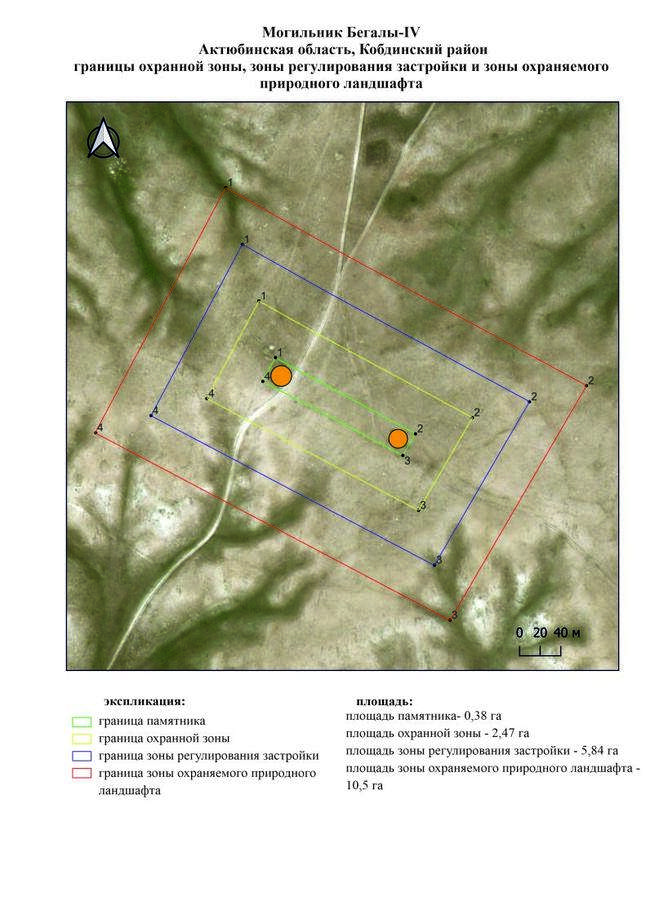 Могильник Бегалы-IV
Актюбинская область, Кобдинский район
границы охранной зоны, зоны регулирования застройки и зоны охраняемого
природного ландшафта
1
1
1
1
4
2
2
2
2
4
4
4
3
3
3
3
0 20 40 м
экспликация:
граница памятника
граница охранной зоны
граница зоны регулирования застройки
граница зоны охраняемого природного
ландшафта
площадь:
площадь памятника- 0,38 га
площадь охранной зоны - 2,47 га
площадь зоны регулирования застройки - 5,84 га
площадь зоны охраняемого природного ландшафта -
10,5 га